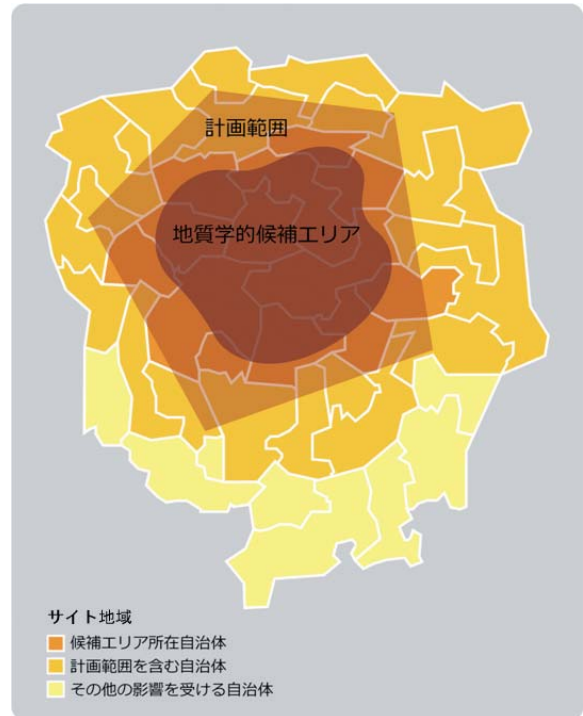 計画範囲
地質学的候補エリア
サイト地域
候補エリア所在自治体
計画範囲を含む自治体
その他の影響を受ける自治体